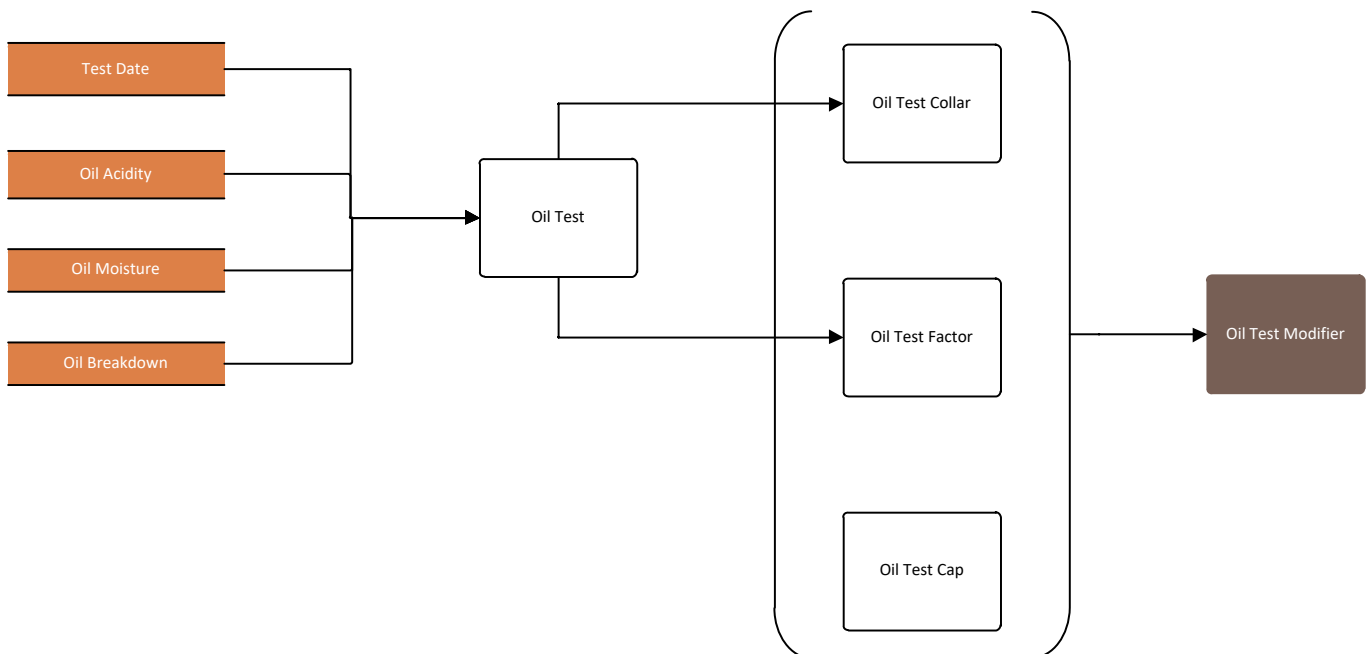 Test Date
Oil Acidity
Oil Moisture
Oil Breakdown
Oil Test
Oil Test Collar
Oil Test Factor
Oil Test Cap
Oil Test Modifier